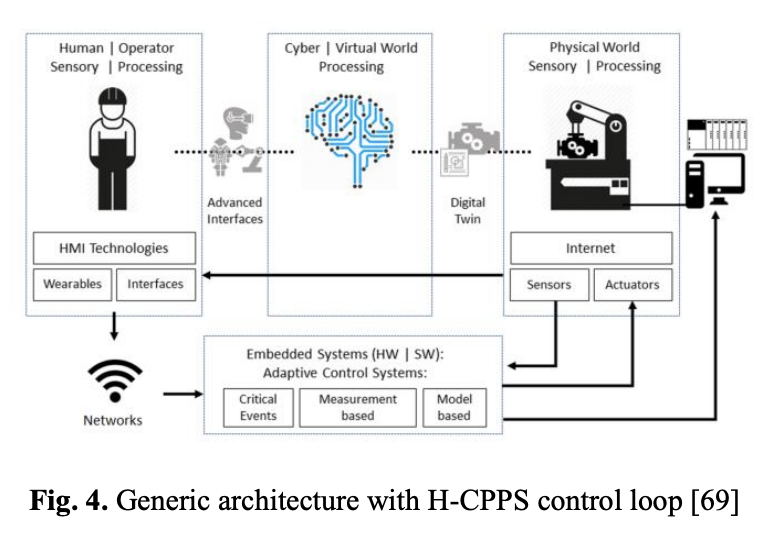 Human | Operator
Sensory | Processing
Cyber | Virtual World
Processing
Physical World
Sensory | Processing
Advanced
Interfaces
Digital
Twin
HMI Technologies
Wearables
Interfaces
Internet
Sensors
Actuators
Networks
Embedded Systems (HW | SW):
Adaptive Control Systems:
Critical
Events
Measurement
based
Model
based
Fig. 4. Generic architecture with H-CPPS control loop [69]